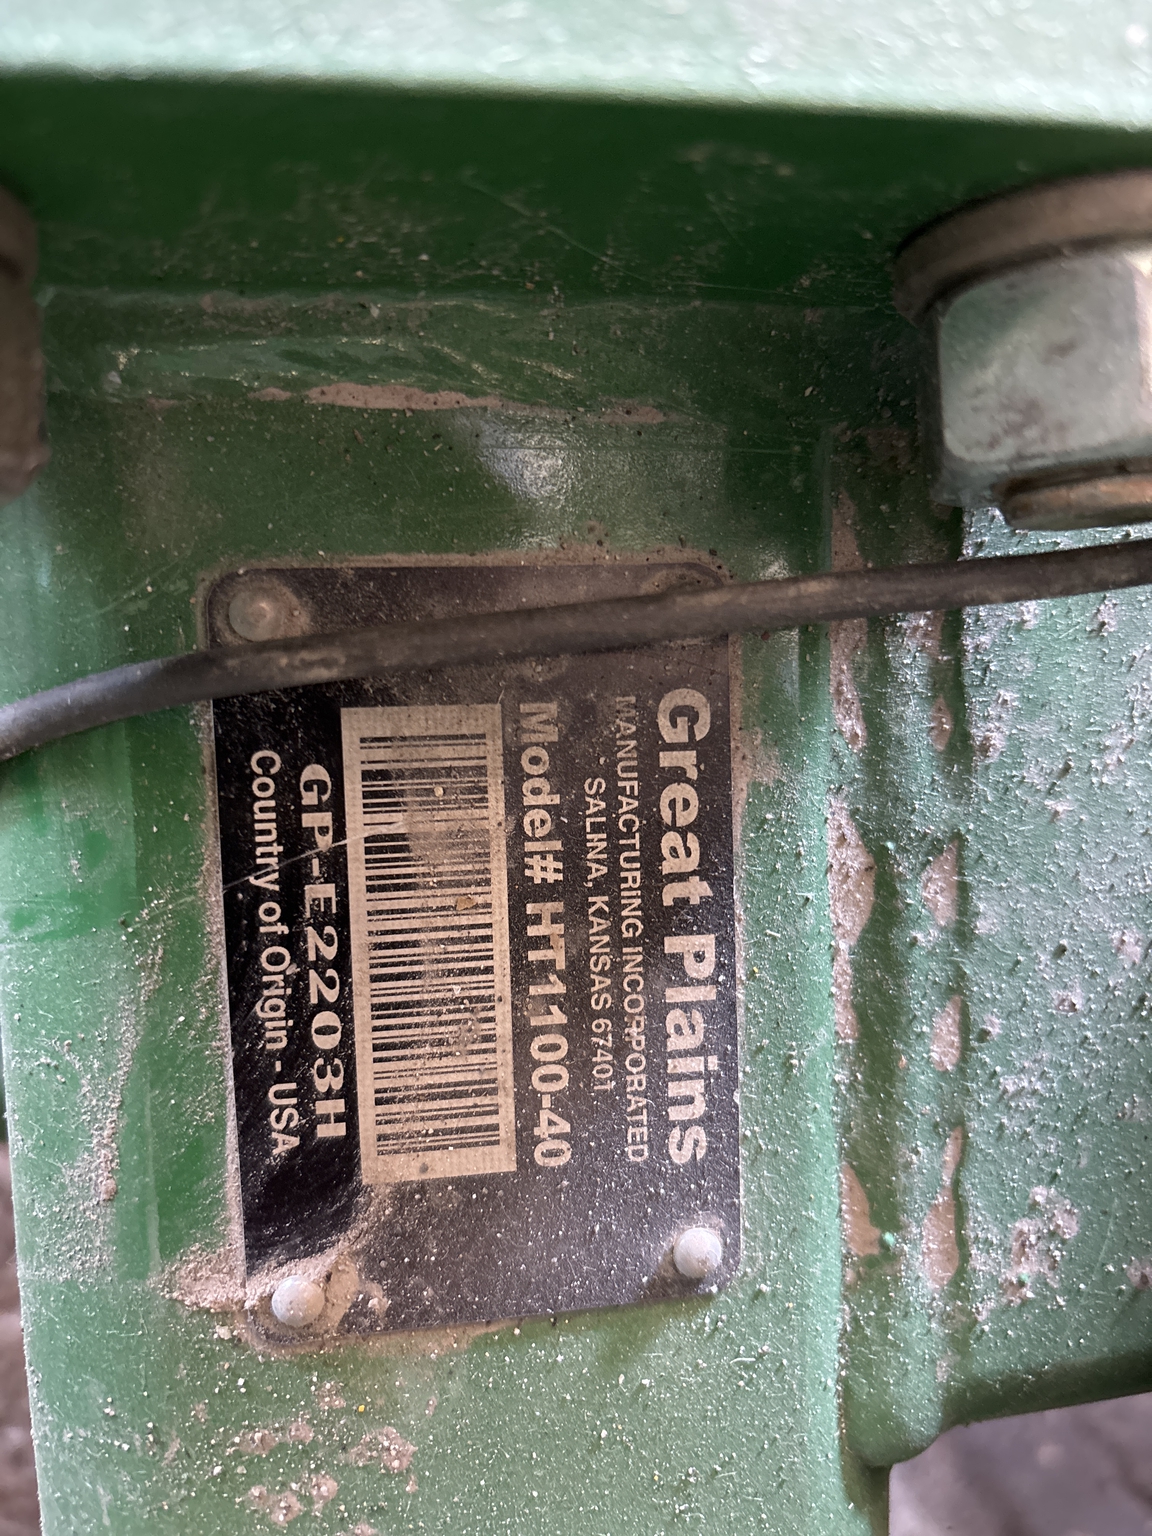 Great Plains
MANUFACTURING INCORPORATED
SALINA, KANSAS 67401
Model# HT1100-40
GP-E2203H
Country of Origin - USA